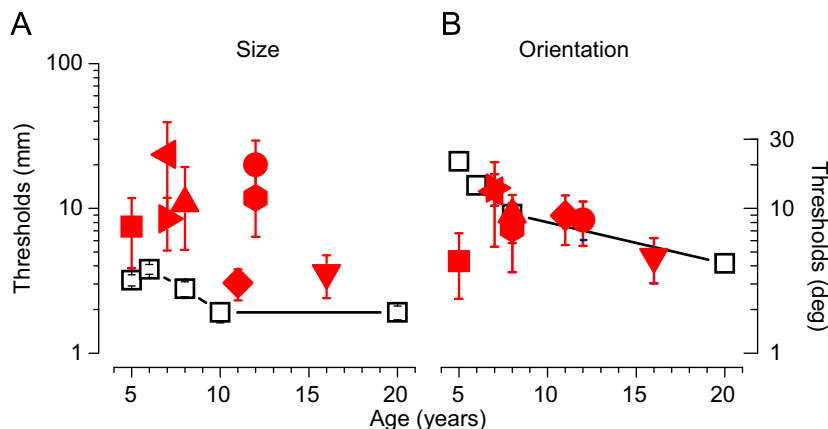 A
B
Size
Orientation
Thresholds (mm)
100
10
1
30
10
1
Thresholds (deg)
5 10 15 20
5 10 15 20
Age (years)